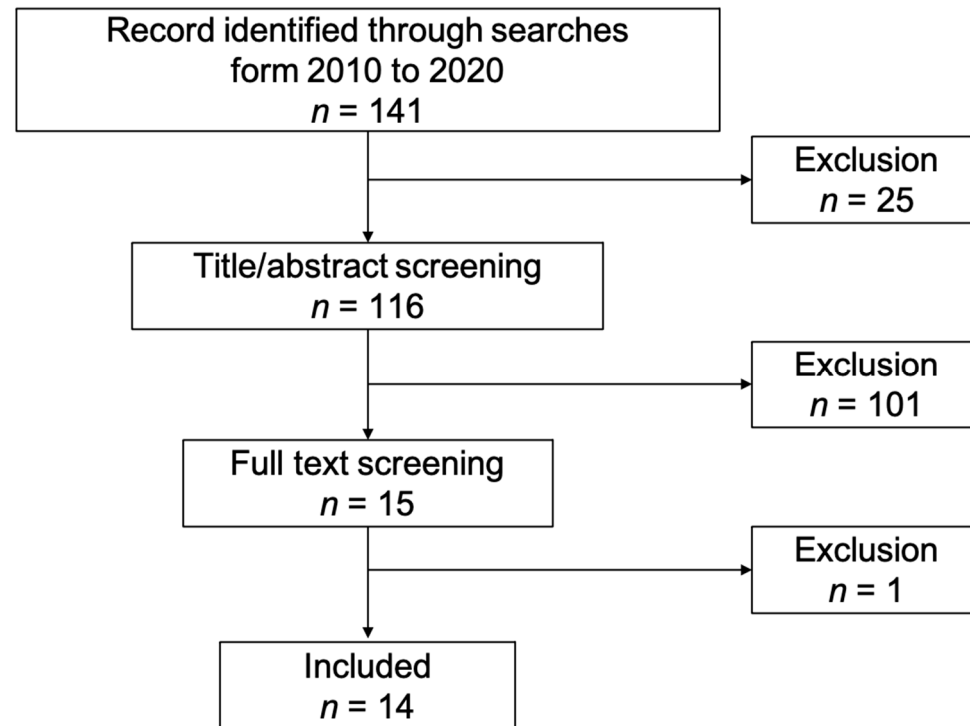 Record identified through searches
form 2010 to 2020
n = 141
Exclusion
n = 25
Title/abstract screening
n = 116
Exclusion
n = 101
Full text screening
n = 15
Exclusion
n = 1
Included
n = 14